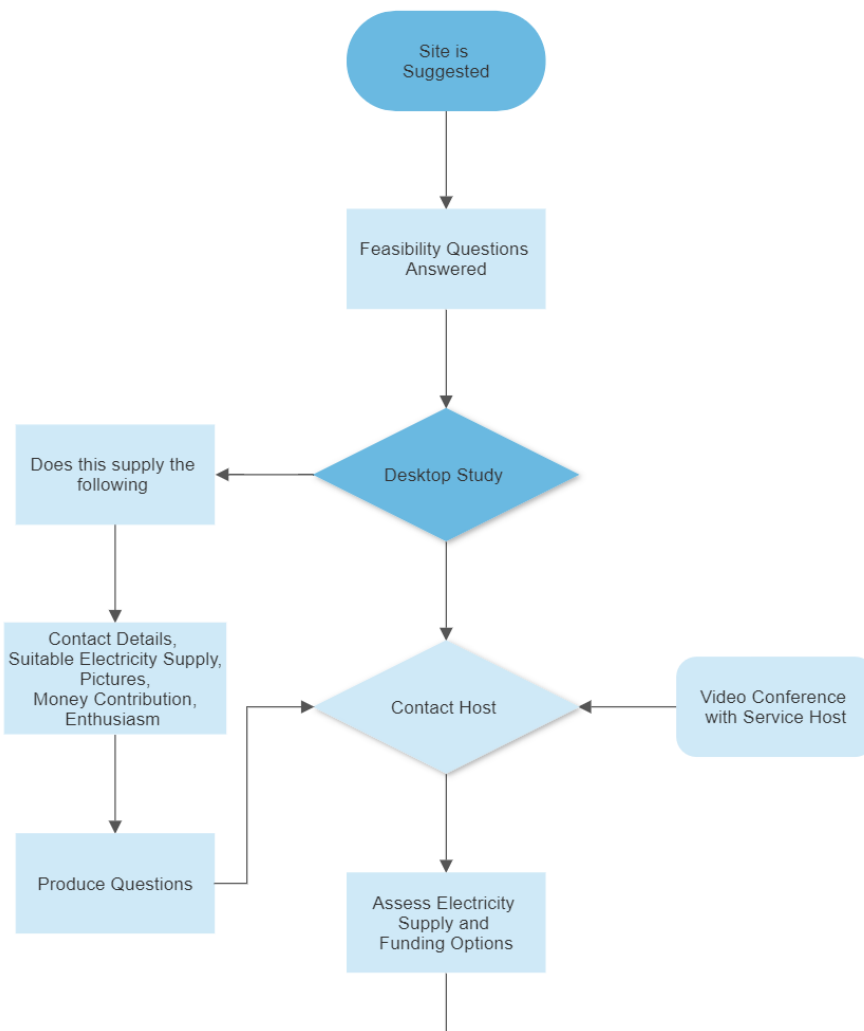 Site is
Suggested
Feasibility Questions
Answered
Desktop Study
Does this supply the
following
Contact Details,
Suitable Electricity Supply,
Pictures,
Money Contribution,
Enthusiasm
Contact Host
Video Conference
with Service Host
Produce Questions
Assess Electricity
Supply and
Funding Options